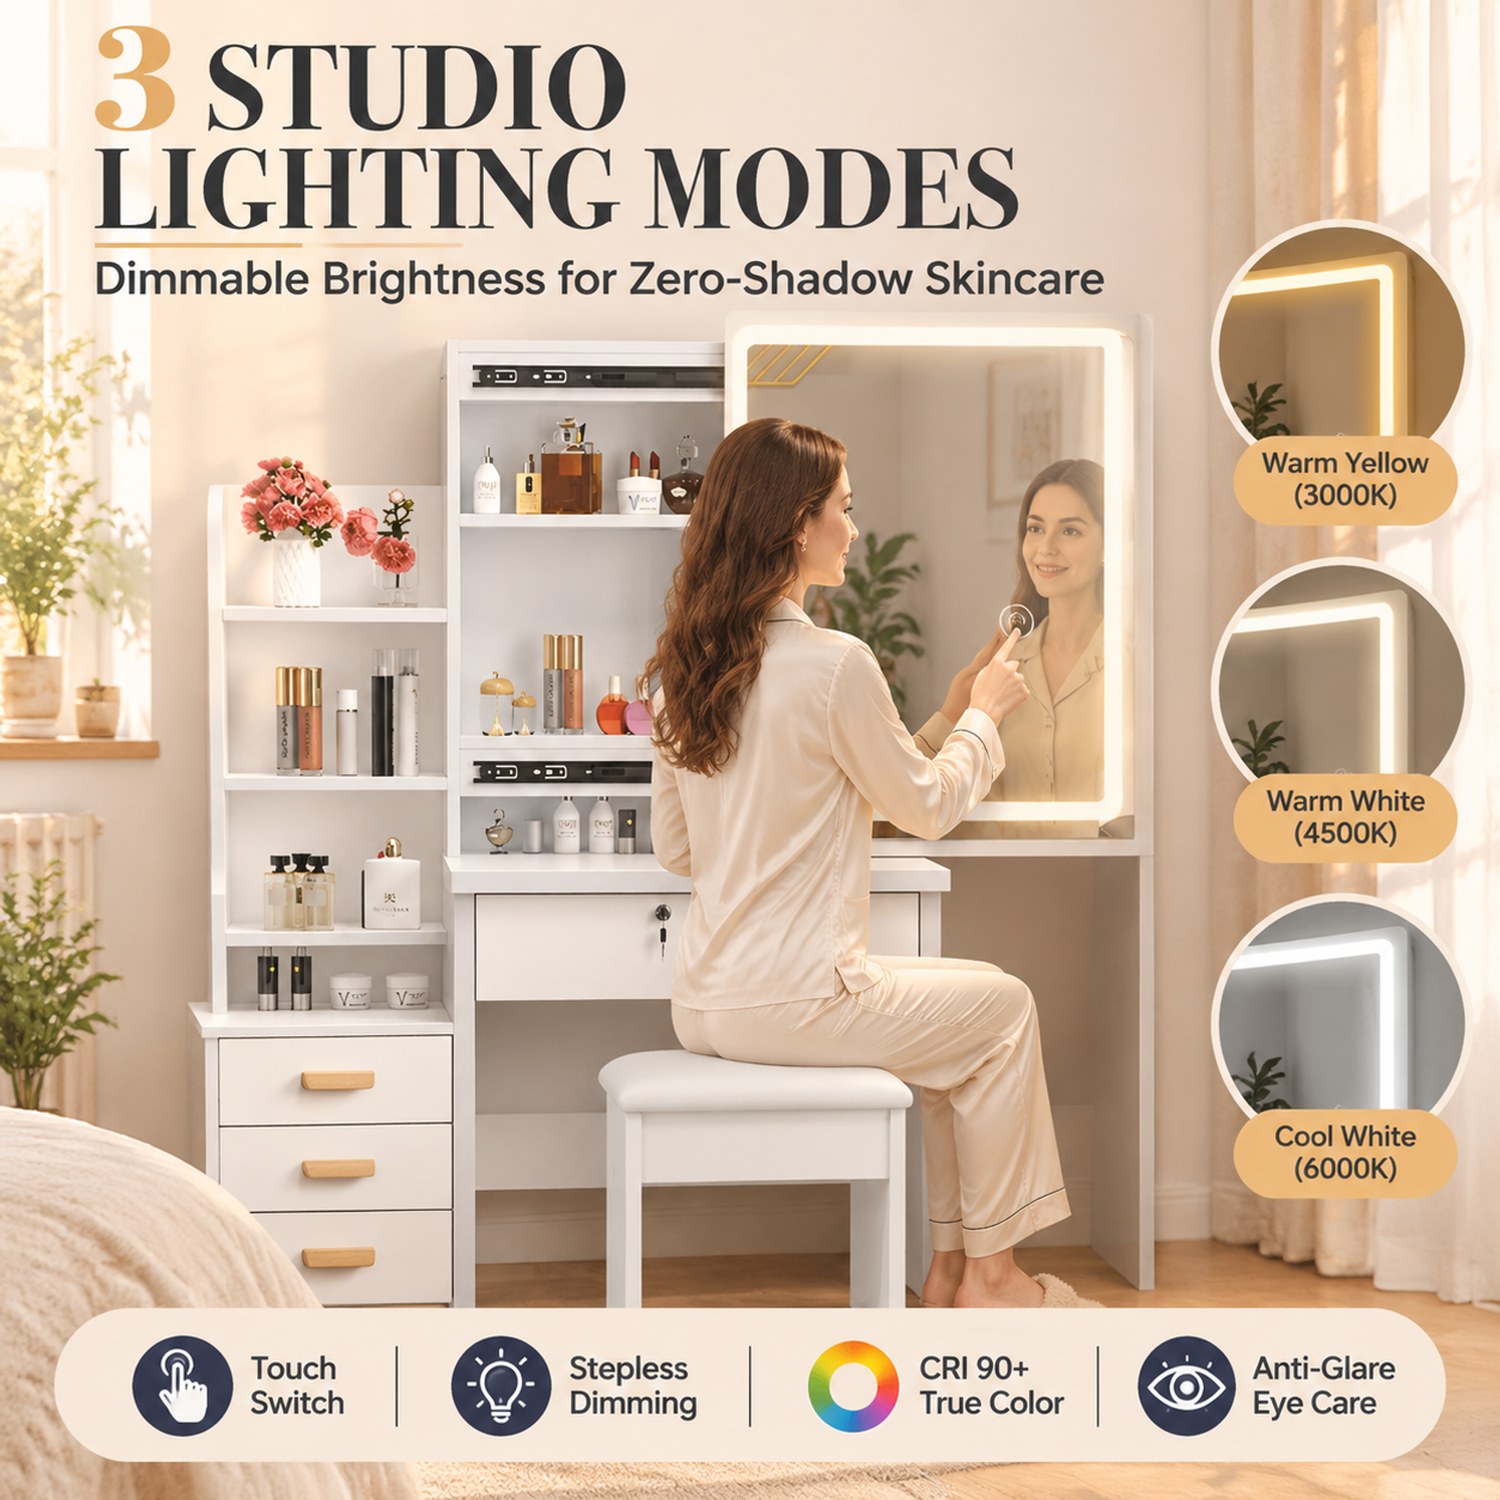 3 STUDIO
LIGHTING MODES
Dimmable Brightness for Zero-Shadow Skincare
Warm Yellow
(3000K)
Warm White
(4500K)
Cool White
(6000K)
Touch
Switch
Stepless
Dimming
CRI 90+
True Color
Anti-Glare
Eye Care